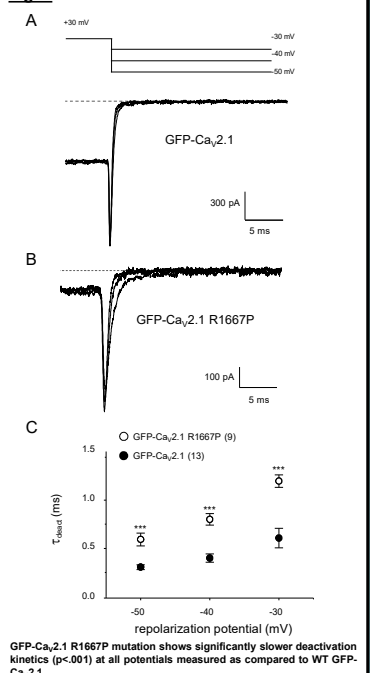 A
+30 mV
-30 mV
-40 mV
-50 mV
GFP-CaV2.1
300 pA
5 ms
B
GFP-CaV2.1 R1667P
100 pA
5 ms
C
GFP-CaV2.1 R1667P (9)
GFP-CaV2.1 (13)
1.5
1.0
0.5
0.0
τdeact (ms)
***
***
***
-50
-40
-30
repolarization potential (mV)
GFP-CaV2.1 R1667P mutation shows significantly slower deactivation
kinetics (p<.001) at all potentials measured as compared to WT GFP-
Ca 2.1